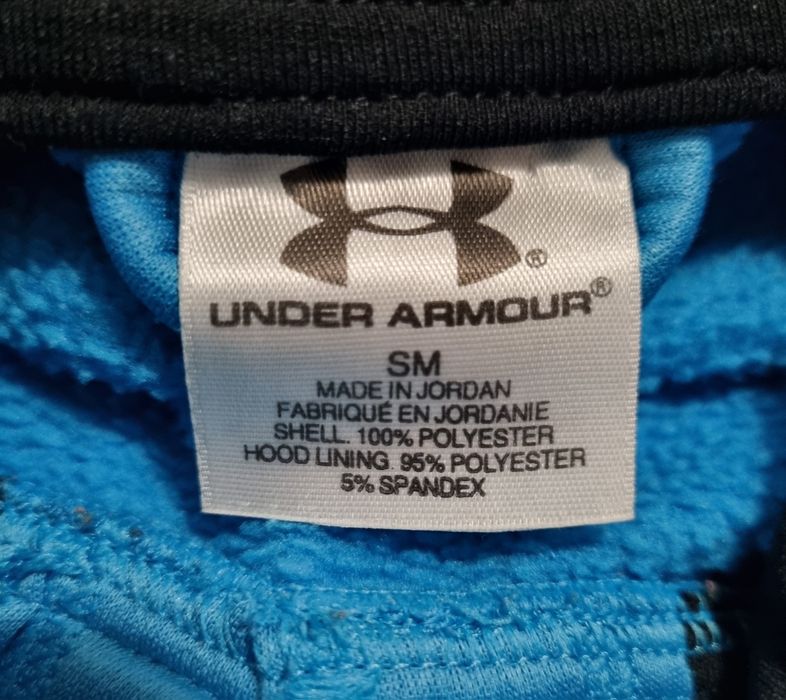 UNDER ARMOUR®
SM
MADE IN JORDAN
FABRIQUÉ EN JORDANIE
SHELL. 100% POLYESTER
HOOD LINING. 95% POLYESTER
5% SPANDEX